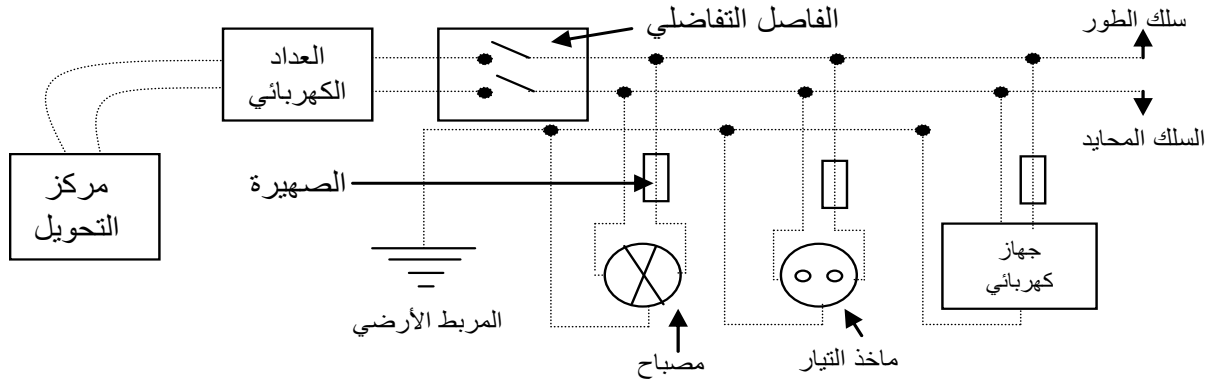 الفاصل التفاضلي
سلك الطور
العداد
الكهربائي
السلك المحايد
مركز
التحويل
الصهيرة
جهاز
كهربائي
المربط الأرضي
مصباح
ماخذ التيار